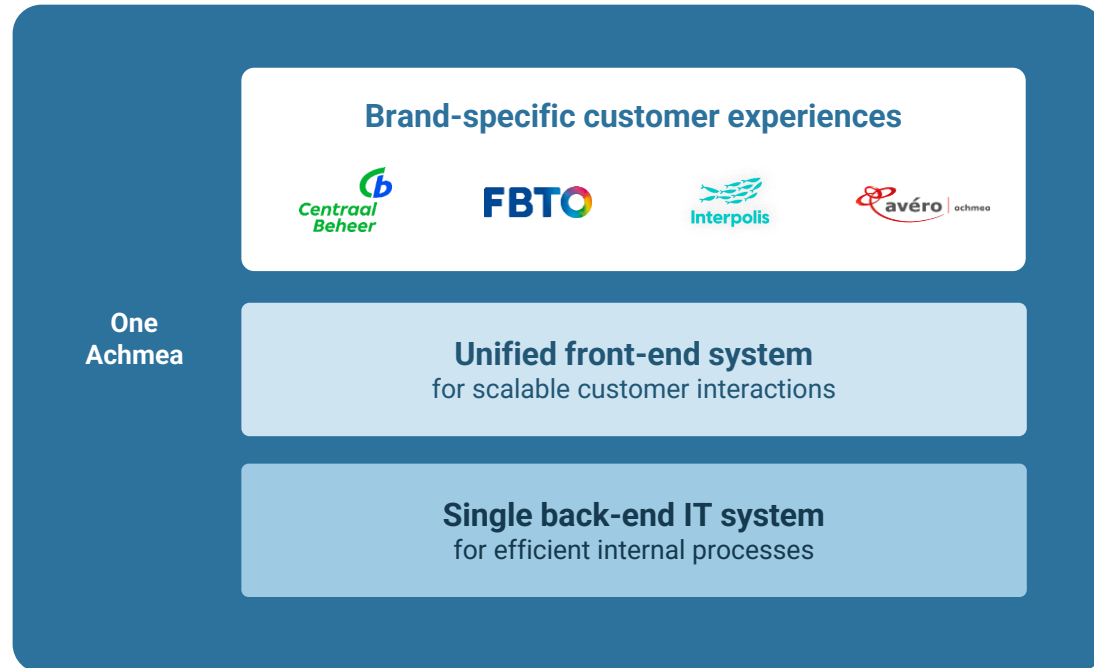 Brand-specific customer experiences
Centraal
Beheer
FBTO
Interpolis
avéro | achmea
One
Achmea
Unified front-end system
for scalable customer interactions
Single back-end IT system
for efficient internal processes